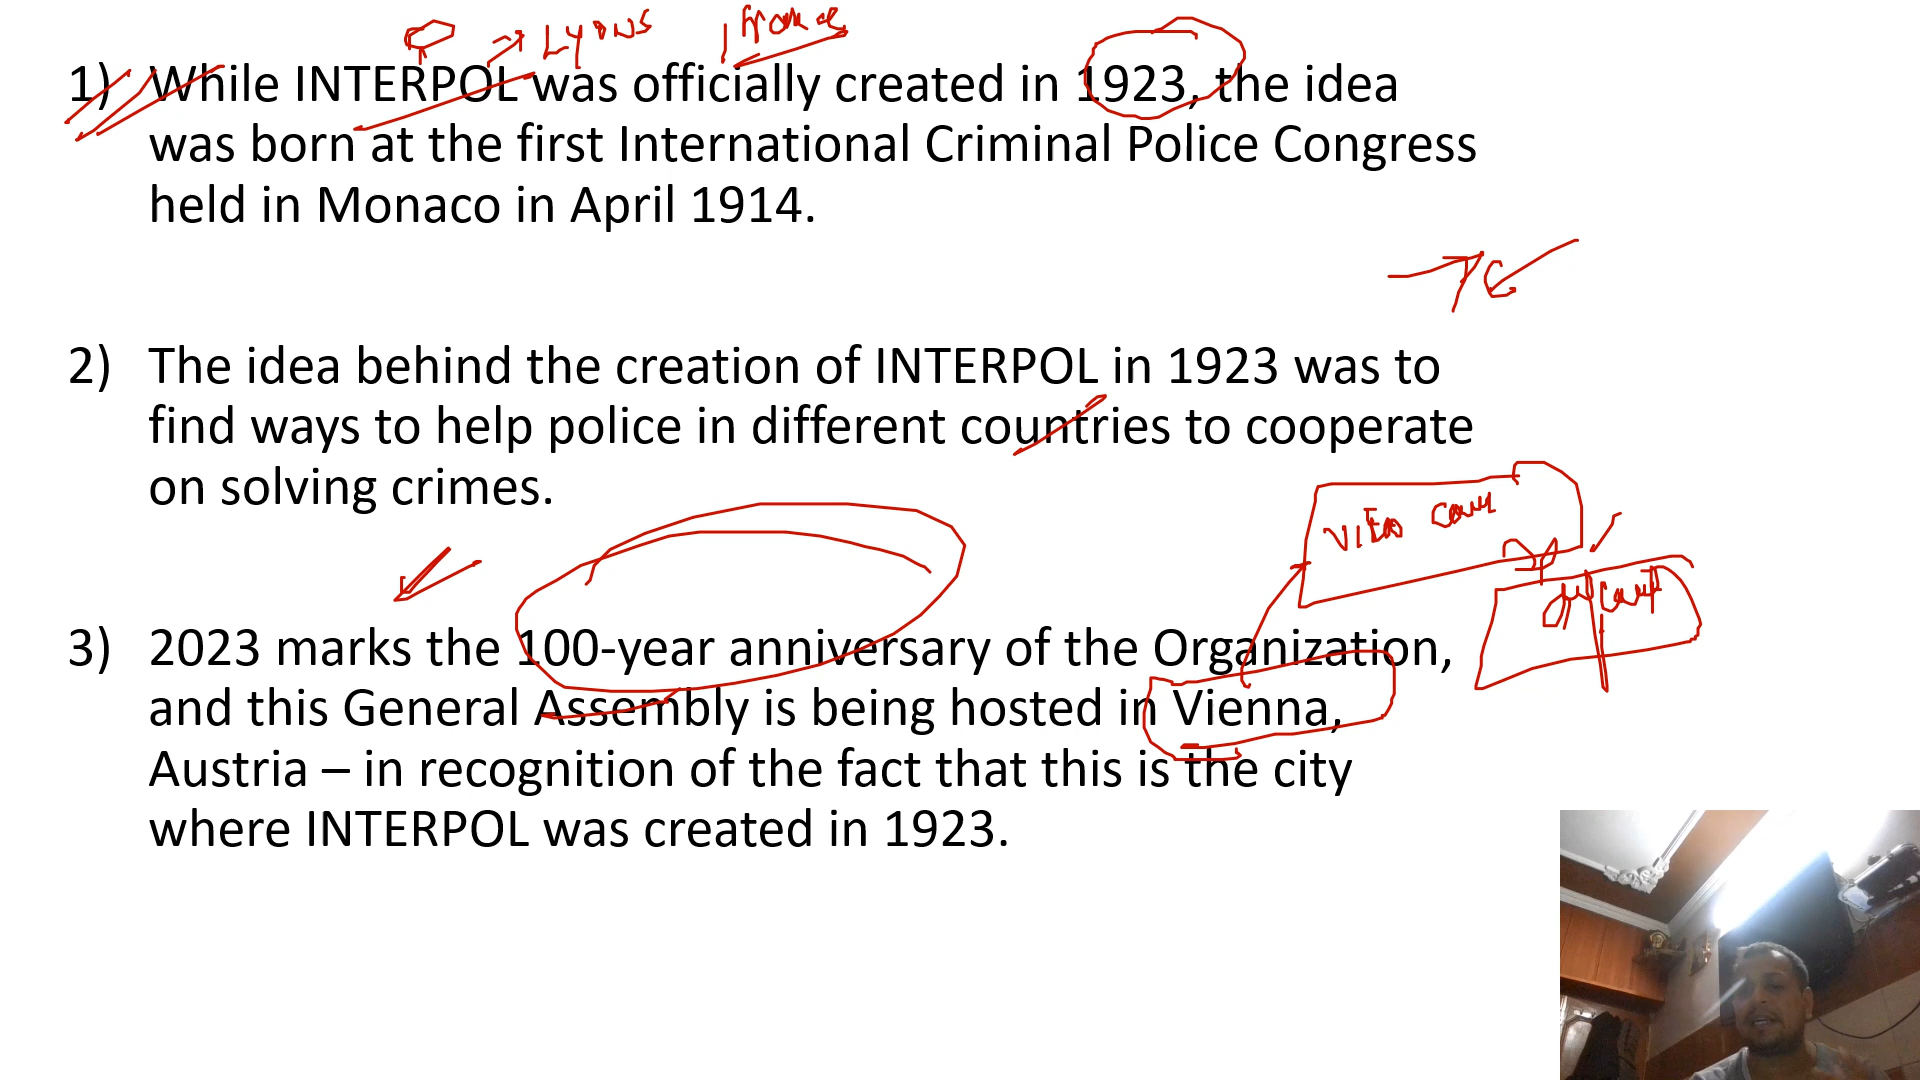 LYONS France
1) While INTERPOL was officially created in 1923, the idea
was born at the first International Criminal Police Congress
held in Monaco in April 1914.
2) The idea behind the creation of INTERPOL in 1923 was to
find ways to help police in different countries to cooperate
on solving crimes.
3) 2023 marks the 100-year anniversary of the Organization,
and this General Assembly is being hosted in Vienna,
Austria – in recognition of the fact that this is the city
where INTERPOL was created in 1923.